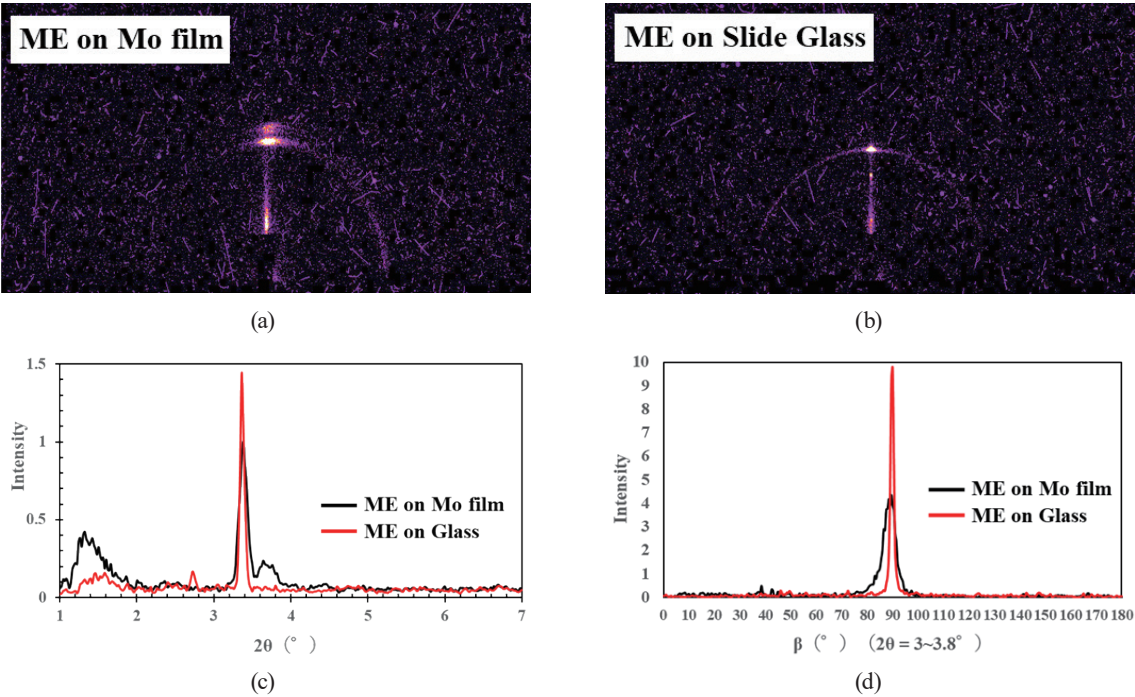 ME on Mo film
ME on Slide Glass
(a)
(b)
1.5
1
0.5
0
Intensity
ME on Mo film
ME on Glass
1 2 3 4 5 6 7
2θ（°）
(c)
10
9
8
7
6
5
4
3
2
1
0
Intensity
ME on Mo film
ME on Glass
0 10 20 30 40 50 60 70 80 90 100 110 120 130 140 150 160 170 180
β（°）（2θ = 3~3.8°）
(d)